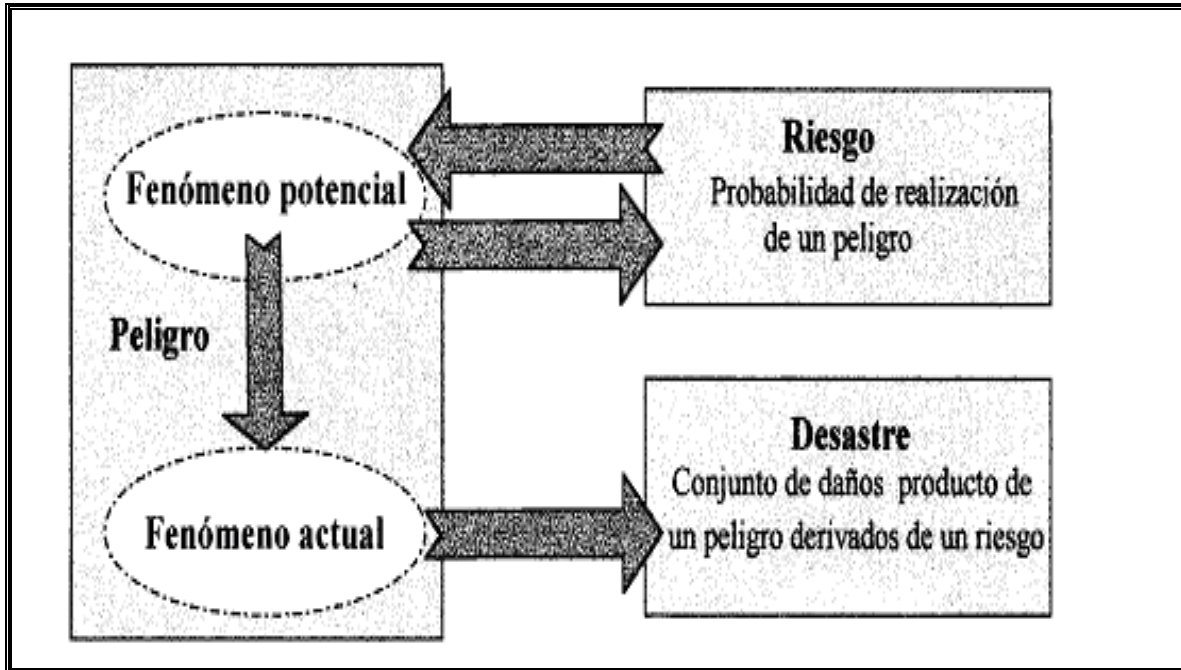 Fenómeno potencial
Peligro
Fenómeno actual
Riesgo
Probabilidad de realización
de un peligro
Desastre
Conjunto de daños producto de
un peligro derivados de un riesgo